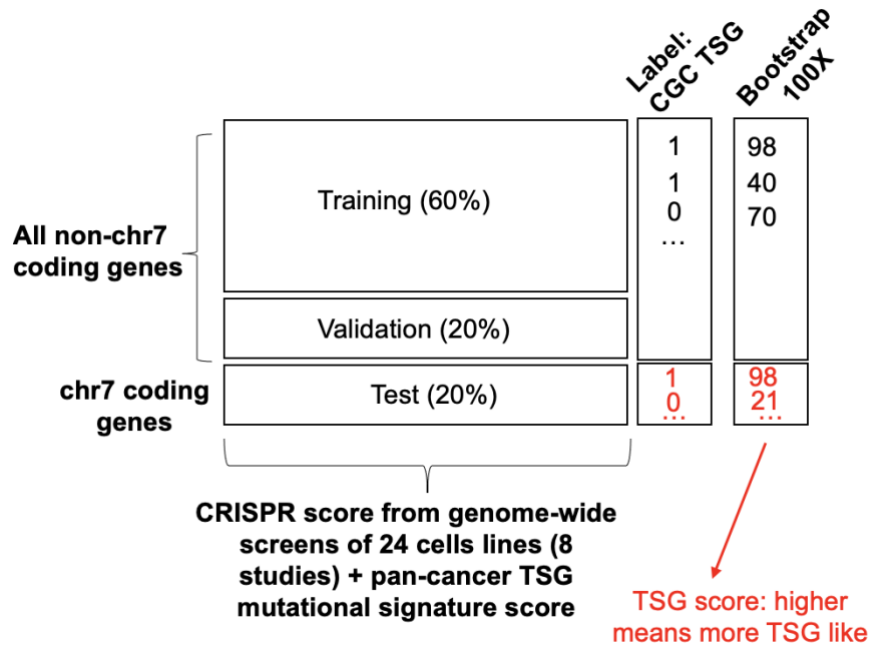 Label:
CGC TSG
Bootstrap
100X
Training (60%)
1
98
1
40
0
70
...
All non-chr7
coding genes
Validation (20%)
chr7 coding
genes
Test (20%)
1
98
0
21
...
...
CRISPR score from genome-wide
screens of 24 cells lines (8
studies) + pan-cancer TSG
mutational signature score
TSG score: higher
means more TSG like